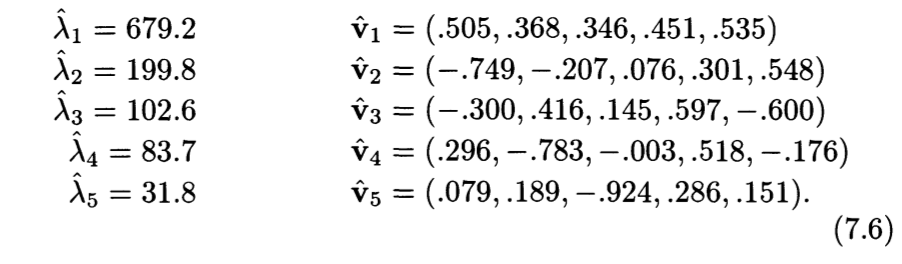 λ̂₁ = 679.2 v̂₁ = (.505, .368, .346, .451, .535)
λ̂₂ = 199.8 v̂₂ = (−.749, −.207, .076, .301, .548)
λ̂₃ = 102.6 v̂₃ = (−.300, .416, .145, .597, −.600)
λ̂₄ = 83.7 v̂₄ = (.296, −.783, −.003, .518, −.176)
λ̂₅ = 31.8 v̂₅ = (.079, .189, −.924, .286, .151).
(7.6)